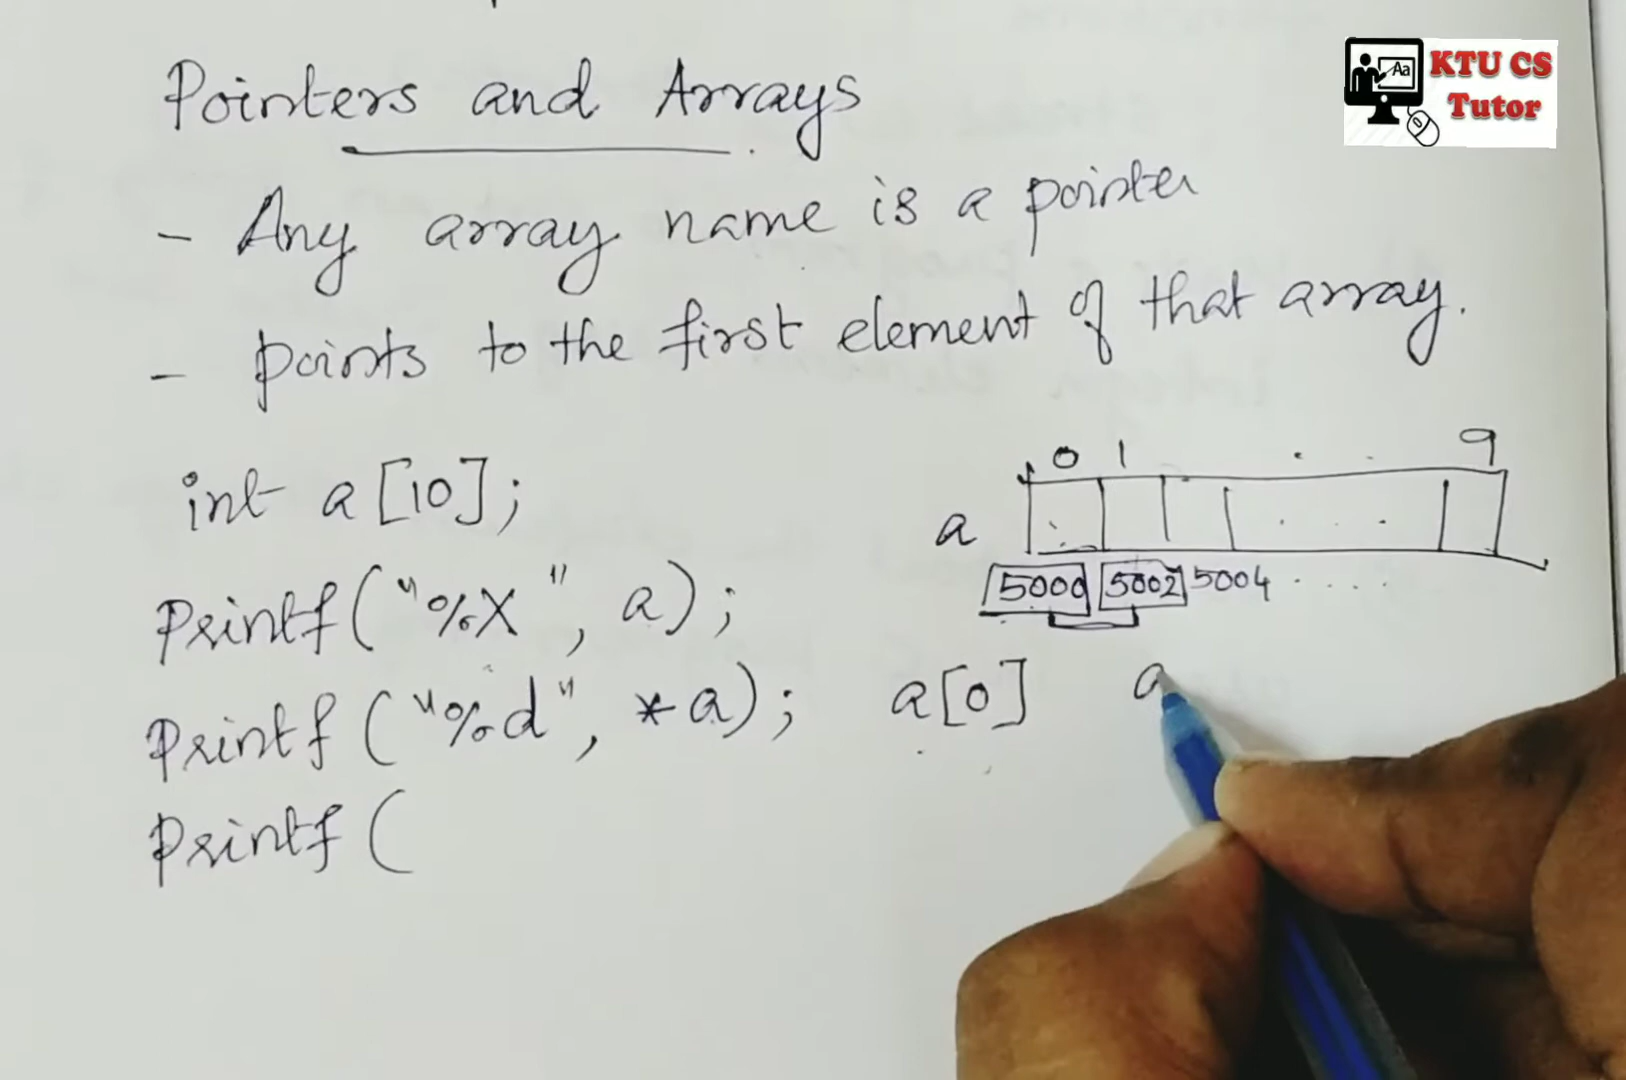 Pointers and Arrays
KTU CS
Tutor
Aa
- Any array name is a pointer
- points to the first element of that array.
int a[10];
0 1 . . 9
a . . .
5000 5002 5004 . . . .
Printf("%X", a);
Printf("%d", *a); a[0] a
Printf(